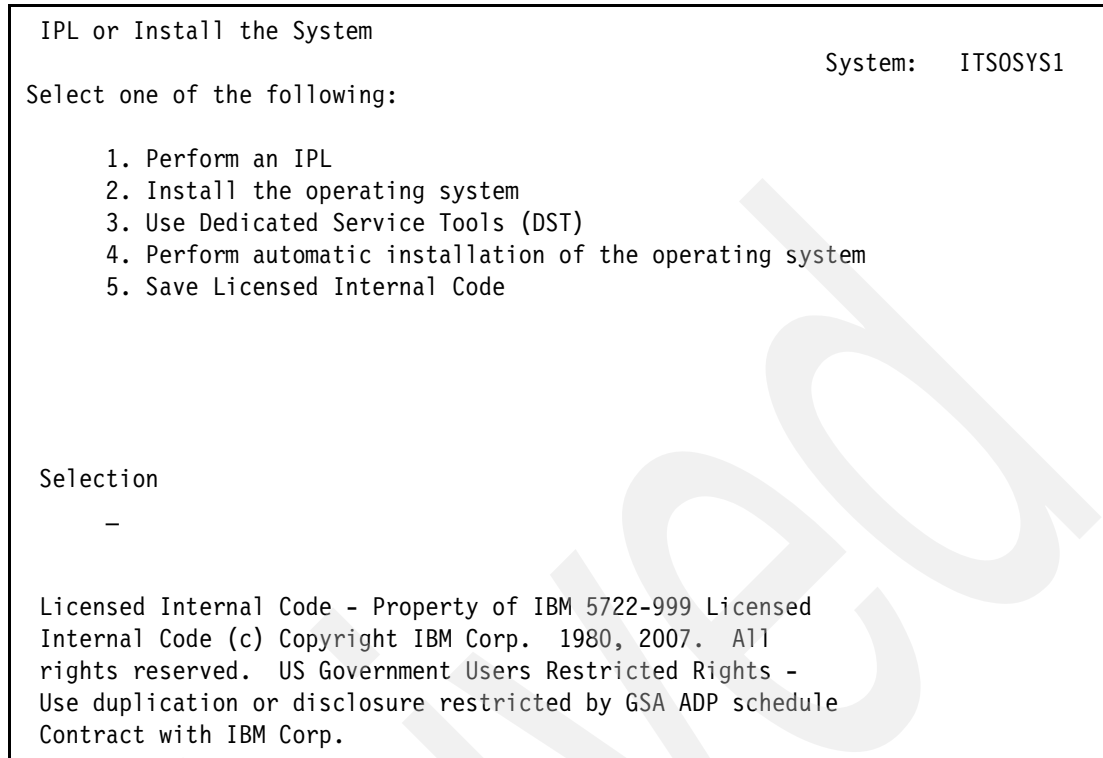 IPL or Install the System
System: ITSOSYS1
Select one of the following:
1. Perform an IPL
2. Install the operating system
3. Use Dedicated Service Tools (DST)
4. Perform automatic installation of the operating system
5. Save Licensed Internal Code
Selection
_
Licensed Internal Code - Property of IBM 5722-999 Licensed
Internal Code (c) Copyright IBM Corp. 1980, 2007. All
rights reserved. US Government Users Restricted Rights -
Use duplication or disclosure restricted by GSA ADP schedule
Contract with IBM Corp.